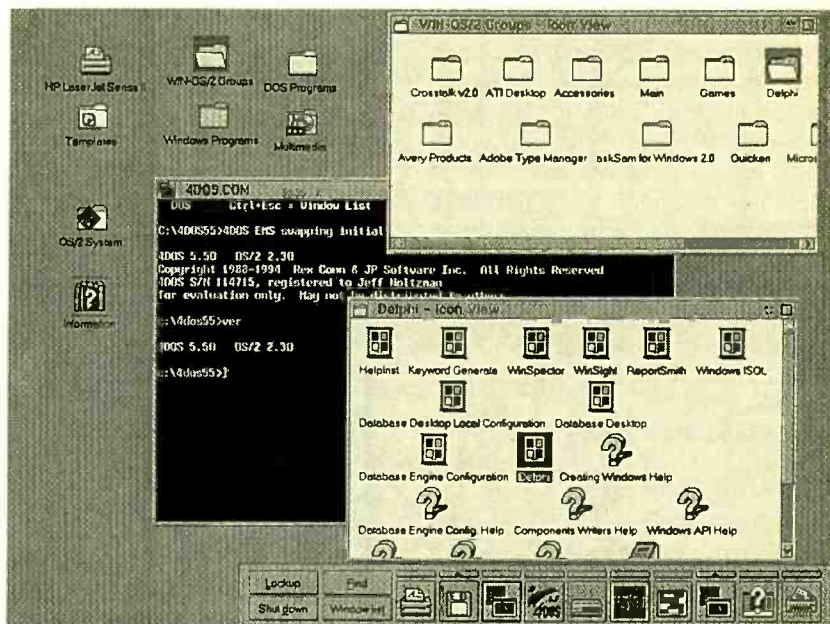 WIN-OS/2 Groups - Icon View
Crosstalk v2.0 ATI Desktop Accessories Main Games Delphi
Avery Products Adobe Type Manager askSam for Windows 2.0 Quicken Micros
HP LaserJet Series II
WIN-OS/2 Groups
DOS Programs
Templates
Windows Programs
Multimedia
OS/2 System
Information
4DOS.COM
DOS Ctrl+Esc = Window List
C:\4DOS55>4DOS EMS swapping initial
4DOS 5.50 OS/2 2.30
Copyright 1988-1994 Rex Conn & JP Software Inc. All Rights Reserved
4DOS S/N 114715, registered to Jeff Holtzman
For evaluation only. May not be distributed to others.
c:\4dos55>ver
4DOS 5.50 OS/2 2.30
c:\4dos55>
Delphi - Icon View
HelpInst Keyword Generate WinSpector WinSight ReportSmith Windows ISQL
Database Desktop Local Configuration Database Desktop
Database Engine Configuration Delphi Creating Windows Help
Database Engine Config. Help Components Writers Help Windows API Help
Lockup Find
Shut down Window list
4DOS